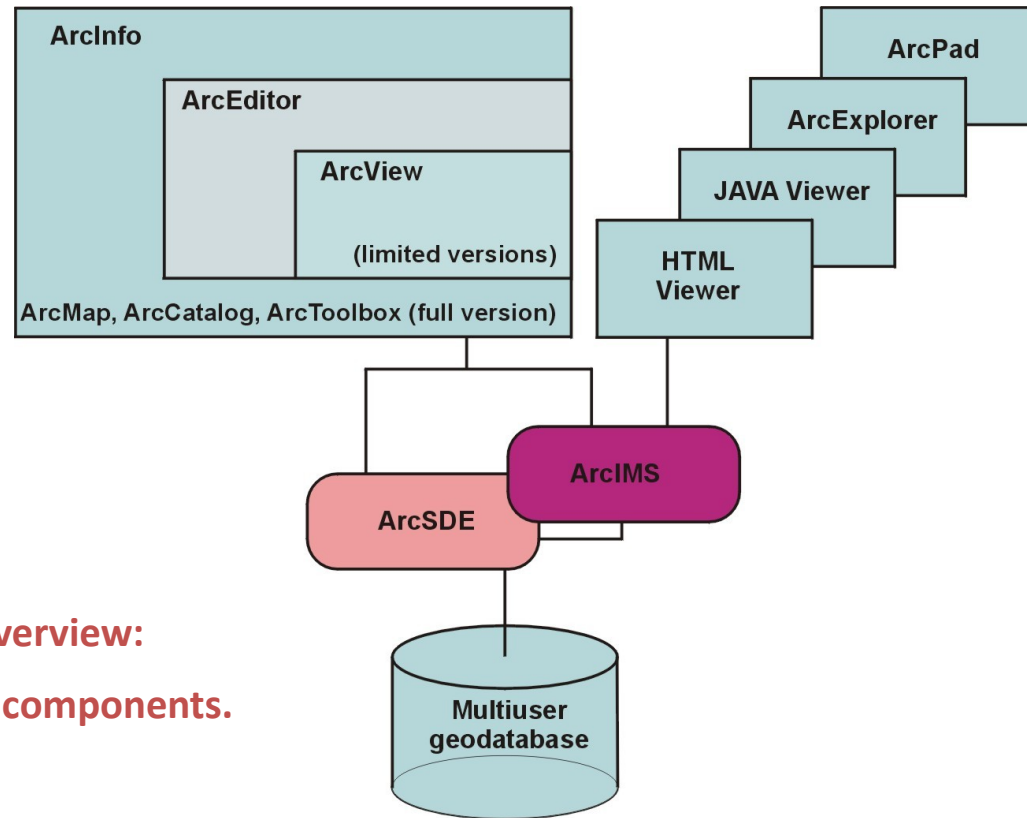 ArcInfo
ArcEditor
ArcView
(limited versions)
ArcMap, ArcCatalog, ArcToolbox (full version)
ArcPad
ArcExplorer
JAVA Viewer
HTML
Viewer
ArcIMS
ArcSDE
verview:
components.
Multiuser
geodatabase